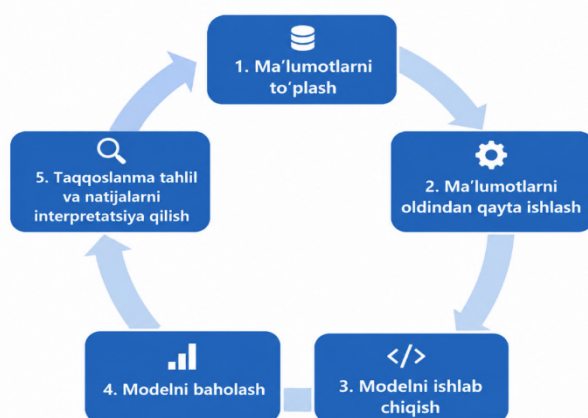 1. Ma’lumotlarni
to‘plash
2. Ma’lumotlarni
oldindan qayta ishlash
</>
3. Modelni ishlab
chiqish
4. Modelni baholash
5. Taqqoslanma tahlil
va natijalarni
interpretatsiya qilish